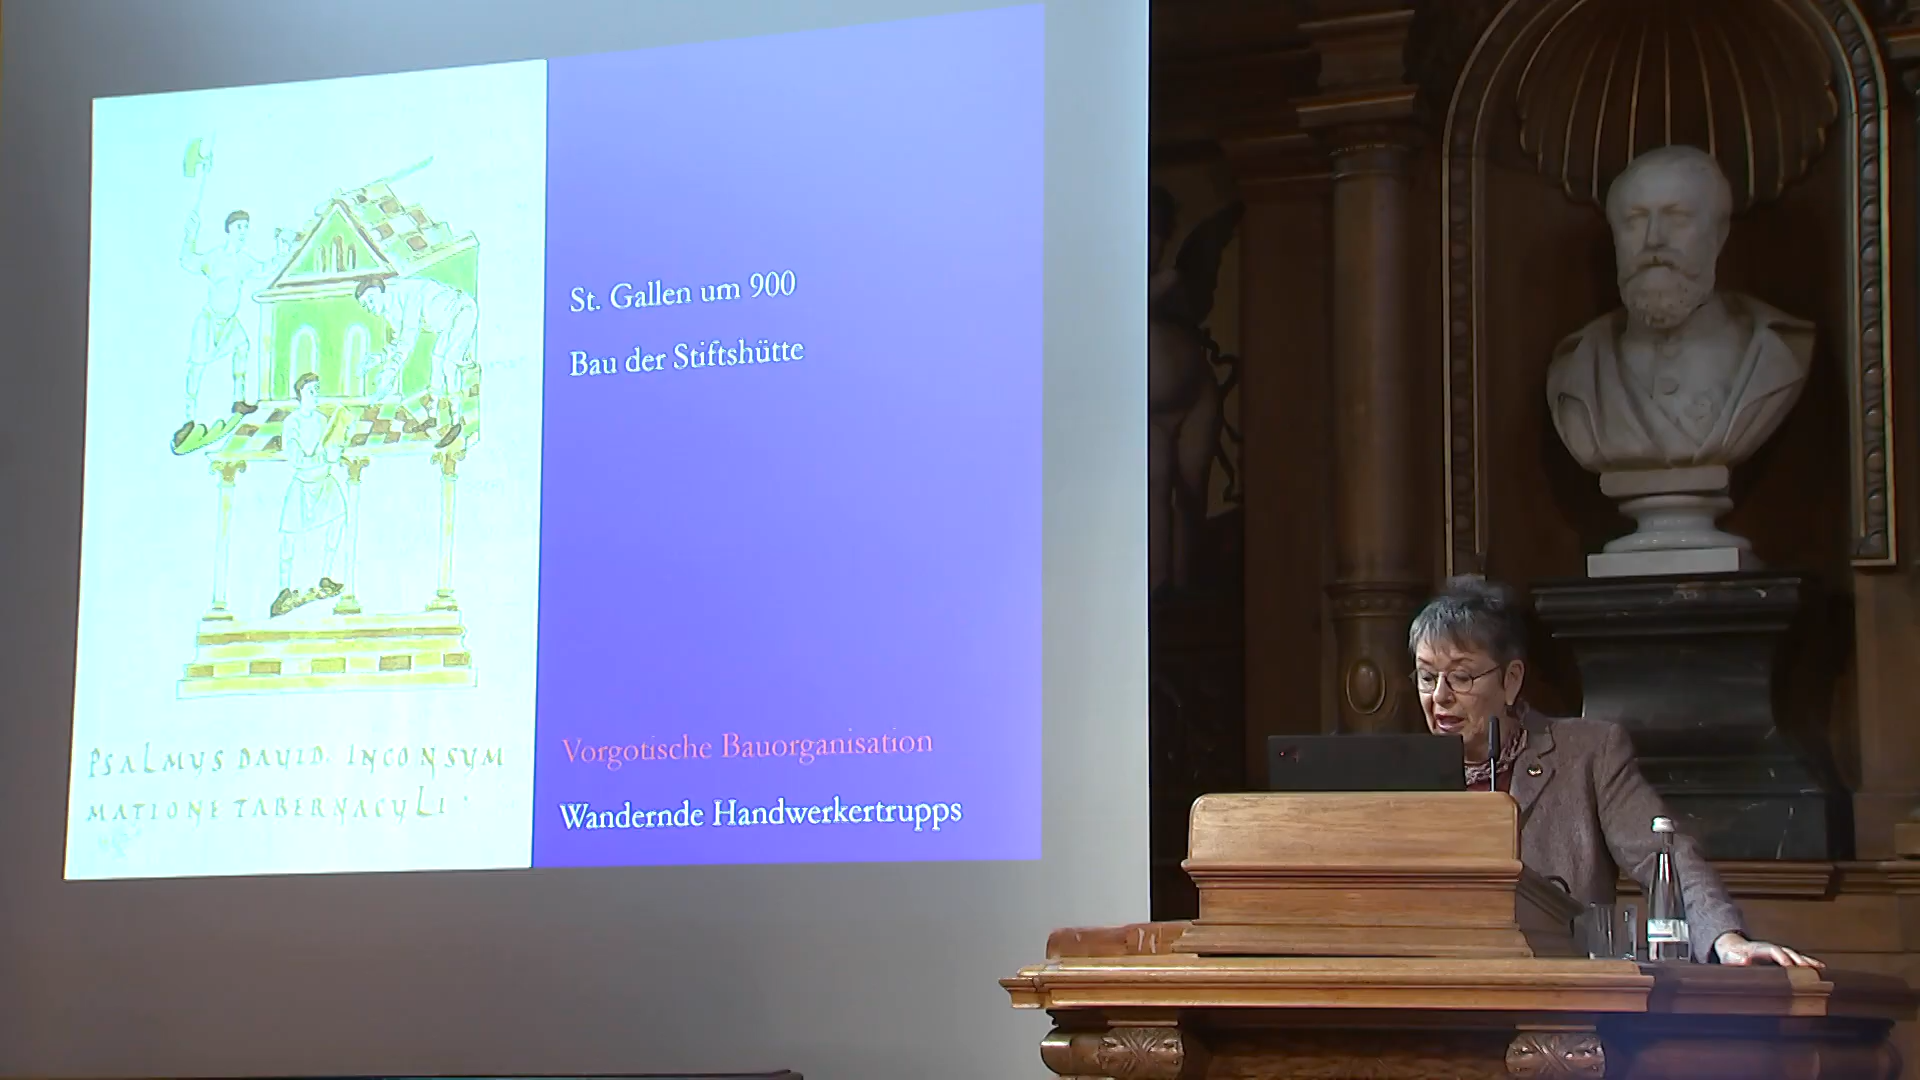 PSALMUS DAVID. IN CONSUM
MATIONE TABERNACULI
St. Gallen um 900
Bau der Stiftshütte
Vorgotische Bauorganisation
Wandernde Handwerkertrupps